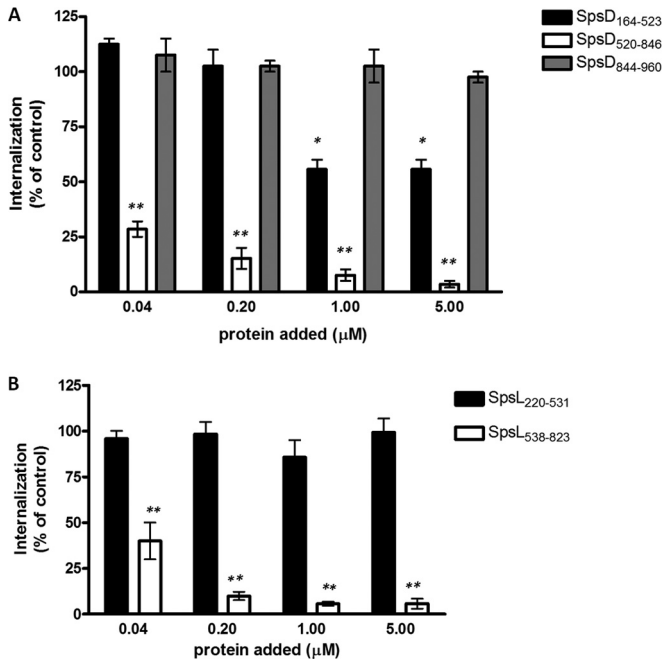 A
125
100
75
50
25
0
Internalization
(% of control)
**
**
*
**
*
**
0.04
0.20
1.00
5.00
protein added (μM)
SpsD164-523
SpsD520-846
SpsD844-960
B
125
100
75
50
25
0
Internalization
(% of control)
**
**
**
**
0.04
0.20
1.00
5.00
protein added (μM)
SpsL220-531
SpsL538-823